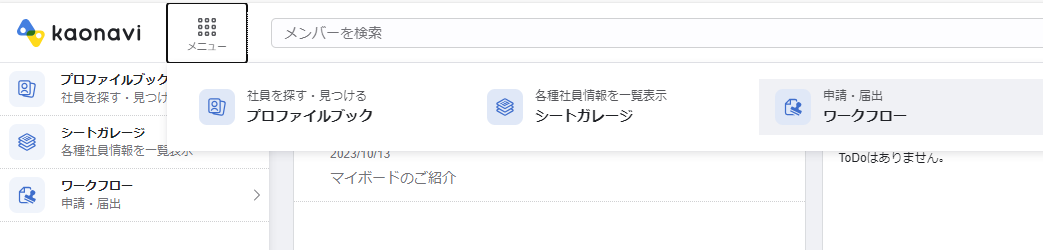 kaonavi
メニュー
メンバーを検索
プロファイルブック
社員を探す・見つけ
シートガレージ
各種社員情報を一覧表示
ワークフロー
申請・届出
社員を探す・見つける
プロファイルブック
各種社員情報を一覧表示
シートガレージ
申請・届出
ワークフロー
2023/10/13
マイボードのご紹介
ToDoはありません。